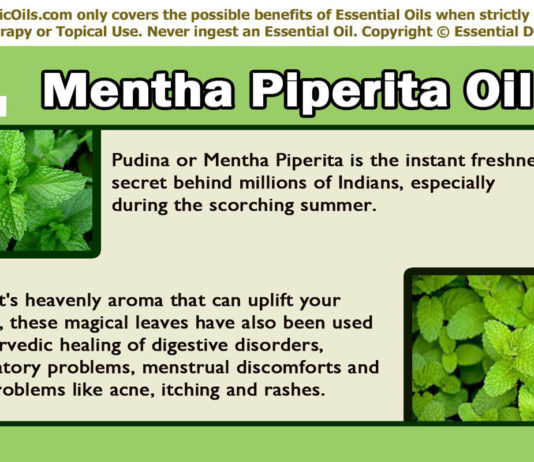 icOils.com only covers the possible benefits of Essential Oils when strictly
rapy or Topical Use. Never ingest an Essential Oil. Copyright © Essential D
. Mentha Piperita Oil
Pudina or Mentha Piperita is the instant freshne
secret behind millions of Indians, especially
during the scorching summer.
t's heavenly aroma that can uplift your
, these magical leaves have also been used
urvedic healing of digestive disorders,
atory problems, menstrual discomforts and
roblems like acne, itching and rashes.